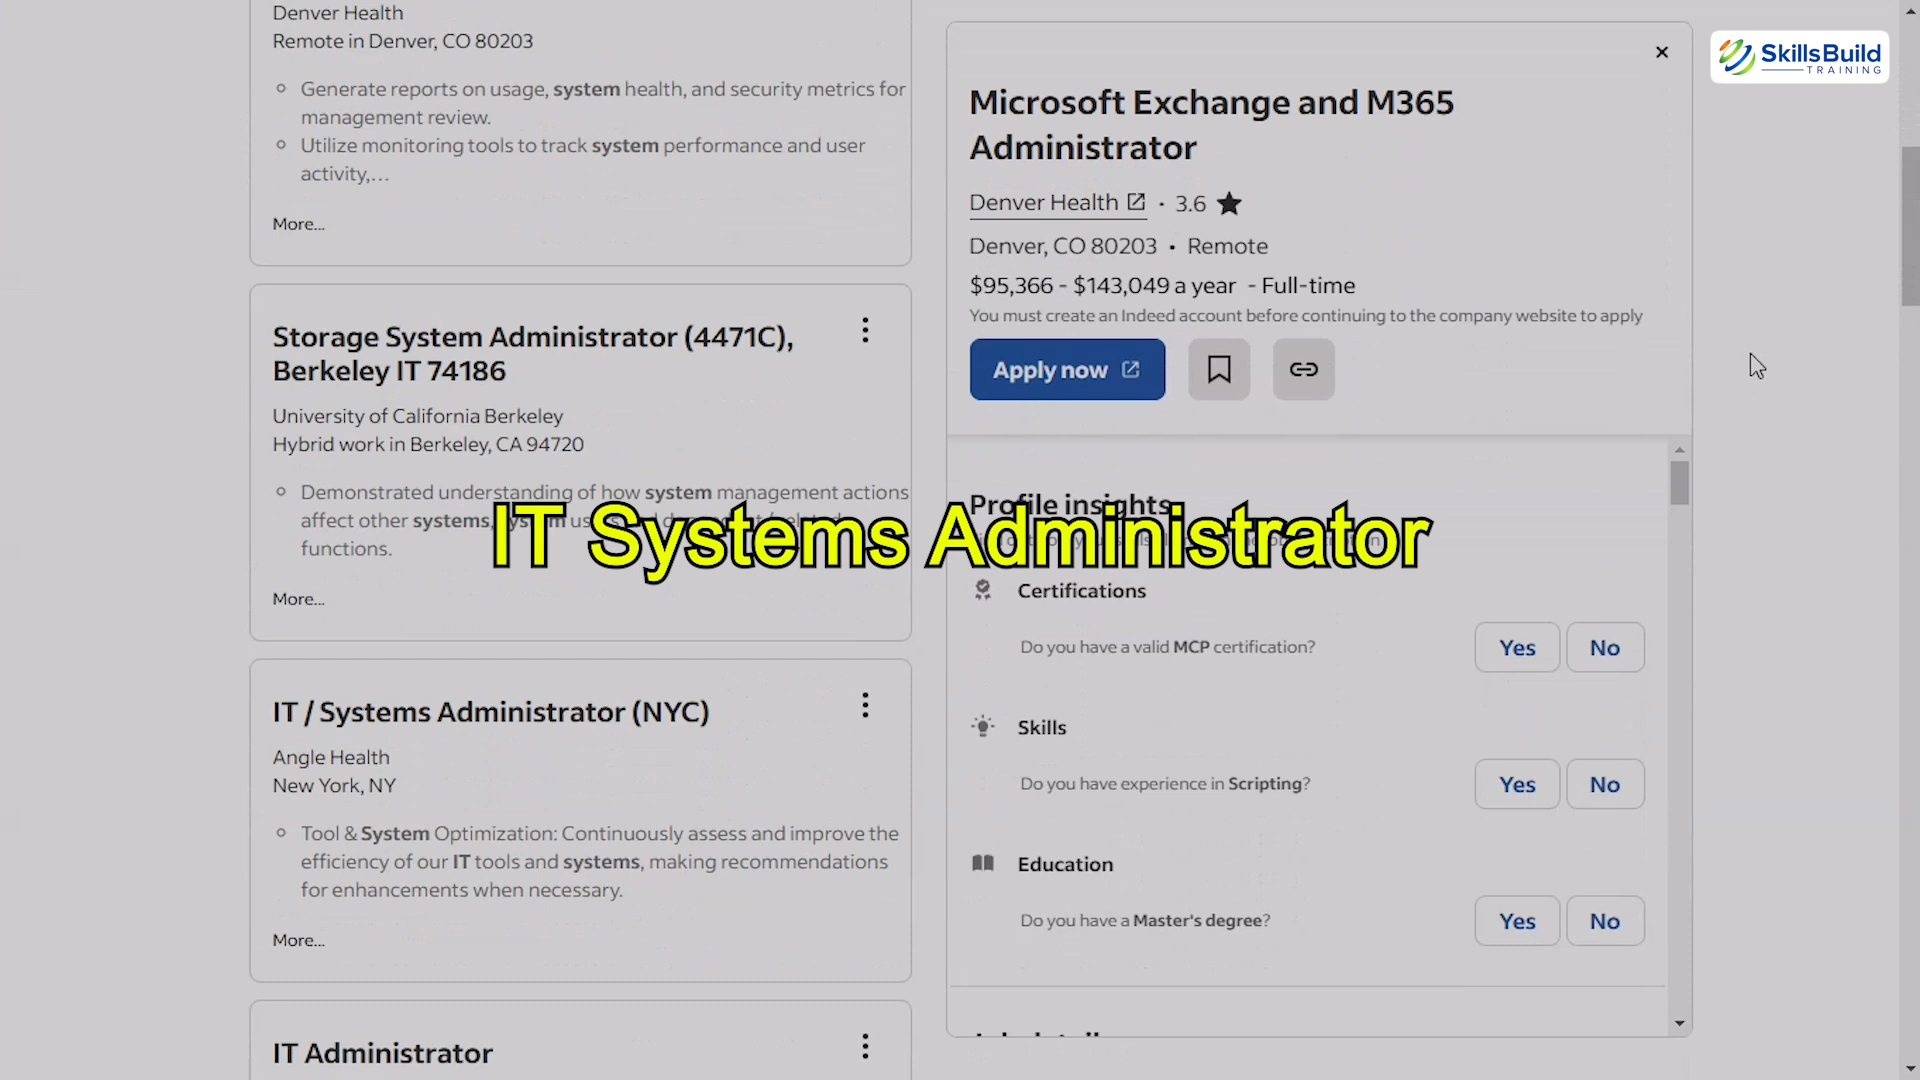 Denver Health
Remote in Denver, CO 80203
Generate reports on usage, system health, and security metrics for
management review.
Utilize monitoring tools to track system performance and user
activity,...
More...
Storage System Administrator (4471C),
Berkeley IT 74186
University of California Berkeley
Hybrid work in Berkeley, CA 94720
Demonstrated understanding of how system management actions
affect other systems, system
functions.
More...
IT / Systems Administrator (NYC)
Angle Health
New York, NY
Tool & System Optimization: Continuously assess and improve the
efficiency of our IT tools and systems, making recommendations
for enhancements when necessary.
More...
IT Administrator
IT Systems Administrator
Microsoft Exchange and M365
Administrator
Denver Health · 3.6
Denver, CO 80203 • Remote
$95,366 - $143,049 a year - Full-time
You must create an Indeed account before continuing to the company website to apply
Apply now
Profile insights
Certifications
Do you have a valid MCP certification?
Yes No
Skills
Do you have experience in Scripting?
Yes No
Education
Do you have a Master's degree?
Yes No
SkillsBuild
TRAINING